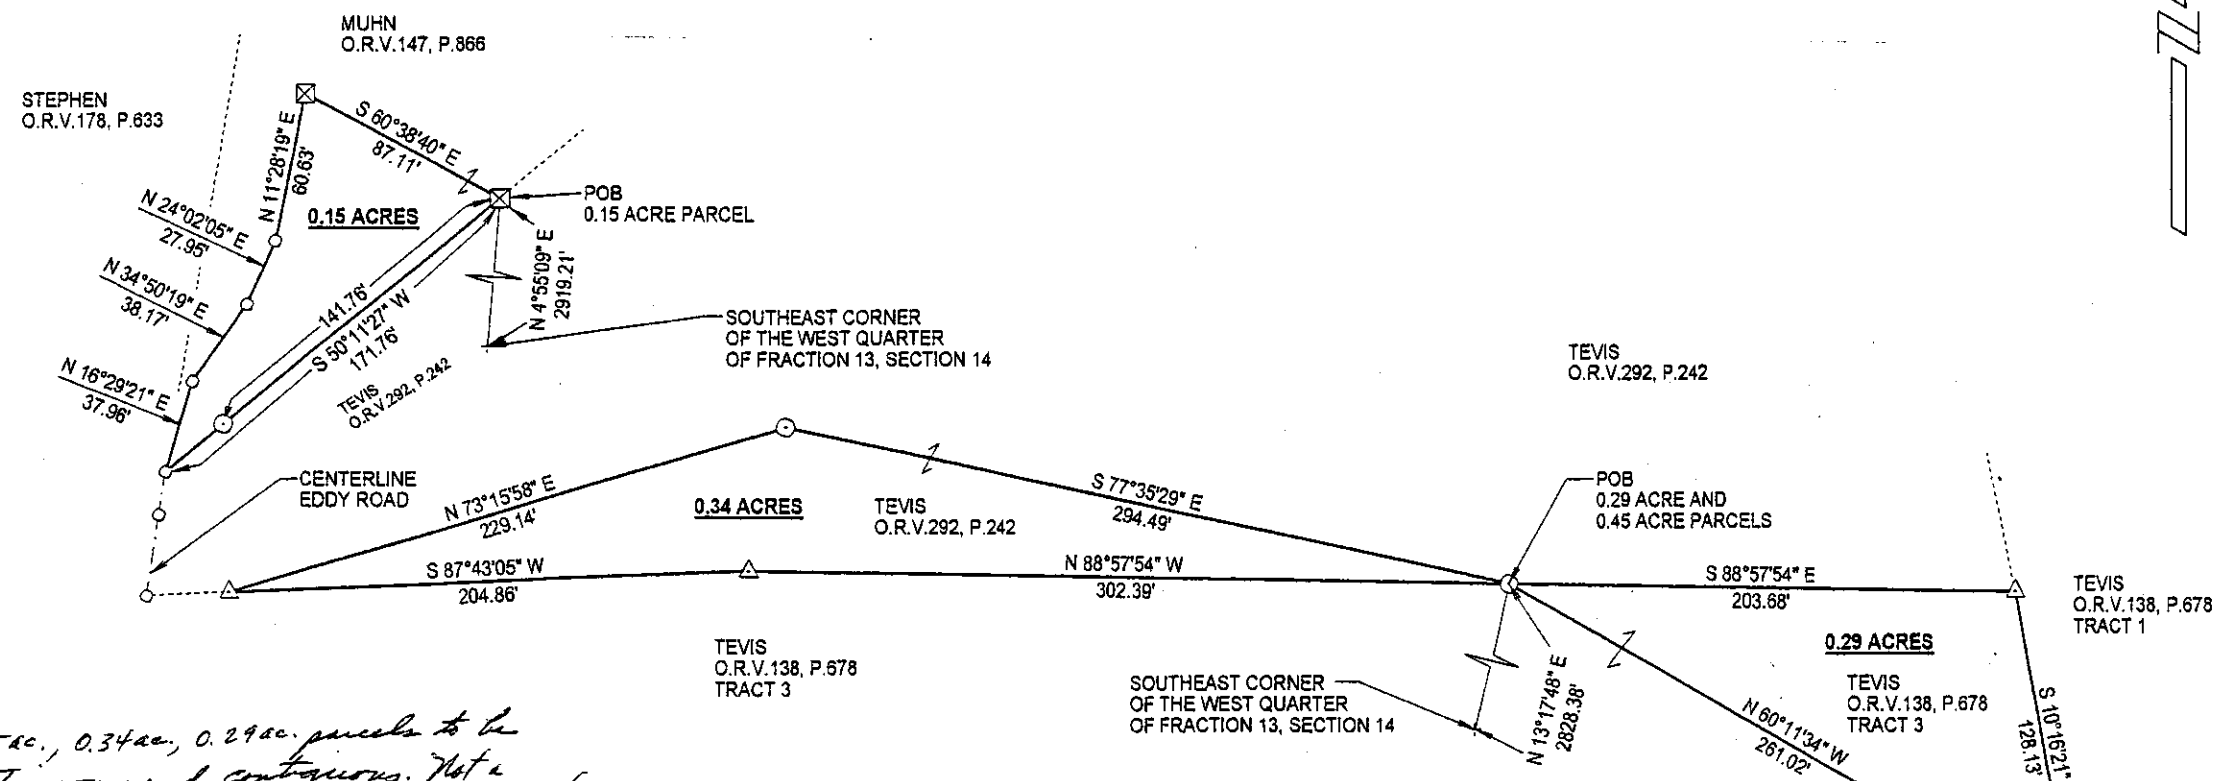 MUHN
O.R.V.147, P.866
STEPHEN
O.R.V.178, P.633
S 60°38'40" E
87.11'
N 11°28'19" E
60.63'
N 24°02'05" E
27.95'
0.15 ACRES
POB
0.15 ACRE PARCEL
N 34°50'19" E
38.17'
N 4°55'09" E
2919.21'
141.76'
S 50°11'27" W
171.76'
SOUTHEAST CORNER
OF THE WEST QUARTER
OF FRACTION 13, SECTION 14
N 16°29'21" E
37.96'
TEVIS
O.R.V.292, P.242
TEVIS
O.R.V.292, P.242
CENTERLINE
EDDY ROAD
N 73°15'58" E
229.14'
0.34 ACRES
TEVIS
O.R.V.292, P.242
S 77°35'29" E
294.49'
POB
0.29 ACRE AND
0.45 ACRE PARCELS
S 87°43'05" W
204.86'
N 88°57'54" W
302.39'
S 88°57'54" E
203.68'
TEVIS
O.R.V.138, P.678
TRACT 1
TEVIS
O.R.V.138, P.678
TRACT 3
0.29 ACRES
TEVIS
O.R.V.138, P.678
TRACT 3
SOUTHEAST CORNER
OF THE WEST QUARTER
OF FRACTION 13, SECTION 14
N 13°17'48" E
2828.38'
N 60°11'34" W
261.02'
S 10°16'21"
128.13'
ac., 0.34 ac., 0.29 ac. parcels to be
contiguous. Not a